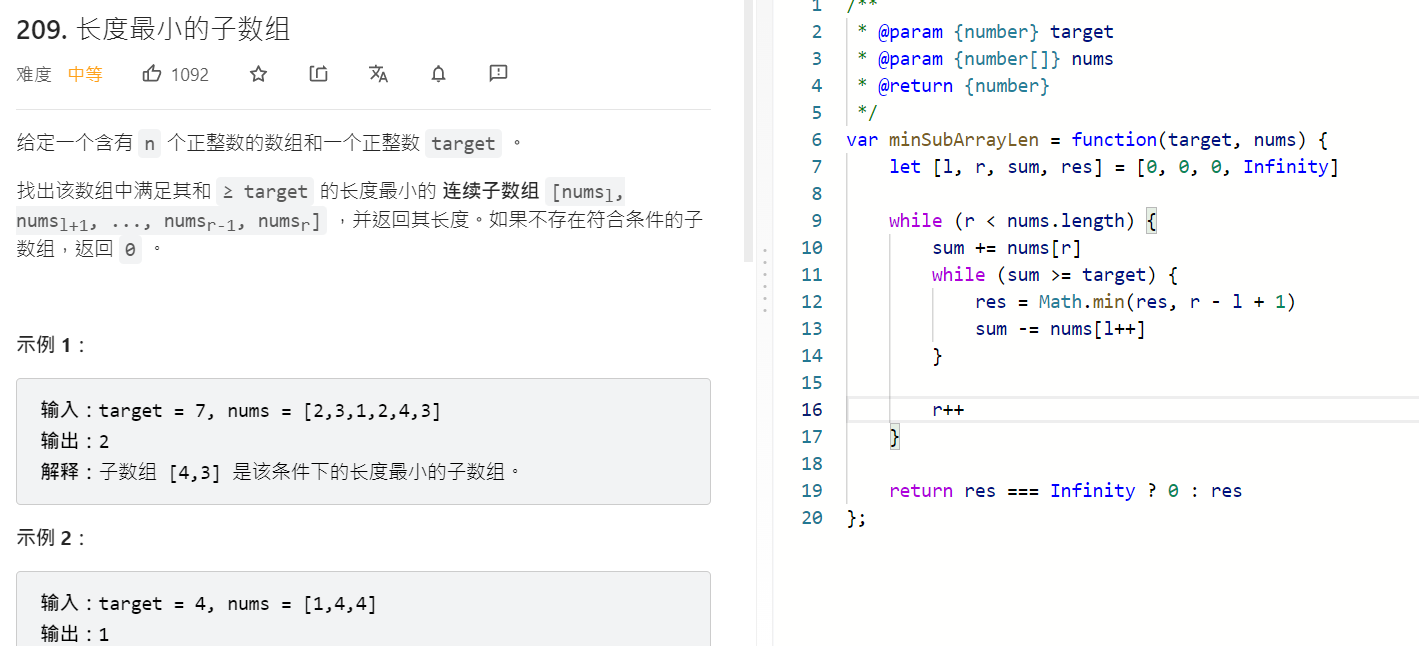 209. 长度最小的子数组
难度 中等 1092
给定一个含有 n 个正整数的数组和一个正整数 target 。
找出该数组中满足其和 ≥ target 的长度最小的 连续子数组 [numsl,
numsl+1, ..., numsr-1, numsr] ，并返回其长度。如果不存在符合条件的子
数组，返回 0 。
示例 1：
输入：target = 7, nums = [2,3,1,2,4,3]
输出：2
解释：子数组 [4,3] 是该条件下的长度最小的子数组。
示例 2：
输入：target = 4, nums = [1,4,4]
输出：1
1 /**
2  * @param {number} target
3  * @param {number[]} nums
4  * @return {number}
5  */
6 var minSubArrayLen = function(target, nums) {
7     let [l, r, sum, res] = [0, 0, 0, Infinity]
8
9     while (r < nums.length) {
10         sum += nums[r]
11         while (sum >= target) {
12             res = Math.min(res, r - l + 1)
13             sum -= nums[l++]
14         }
15
16         r++
17     }
18
19     return res === Infinity ? 0 : res
20 };